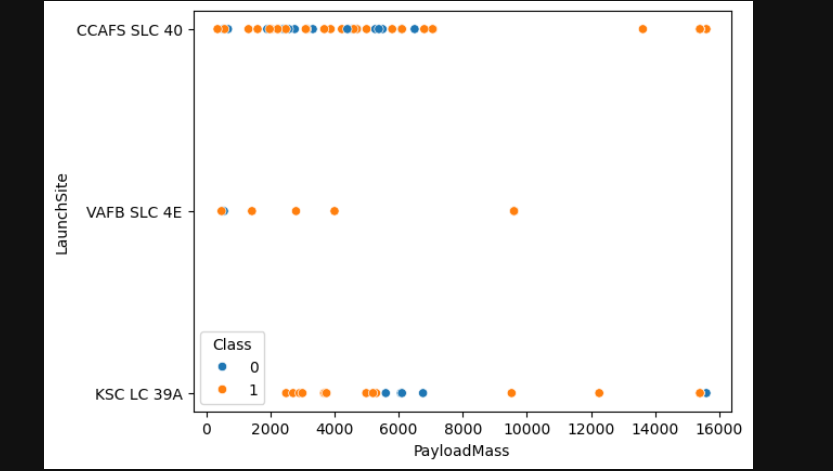 CCAFS SLC 40
VAFB SLC 4E
KSC LC 39A
LaunchSite
Class
0
1
0 2000 4000 6000 8000 10000 12000 14000 16000
PayloadMass